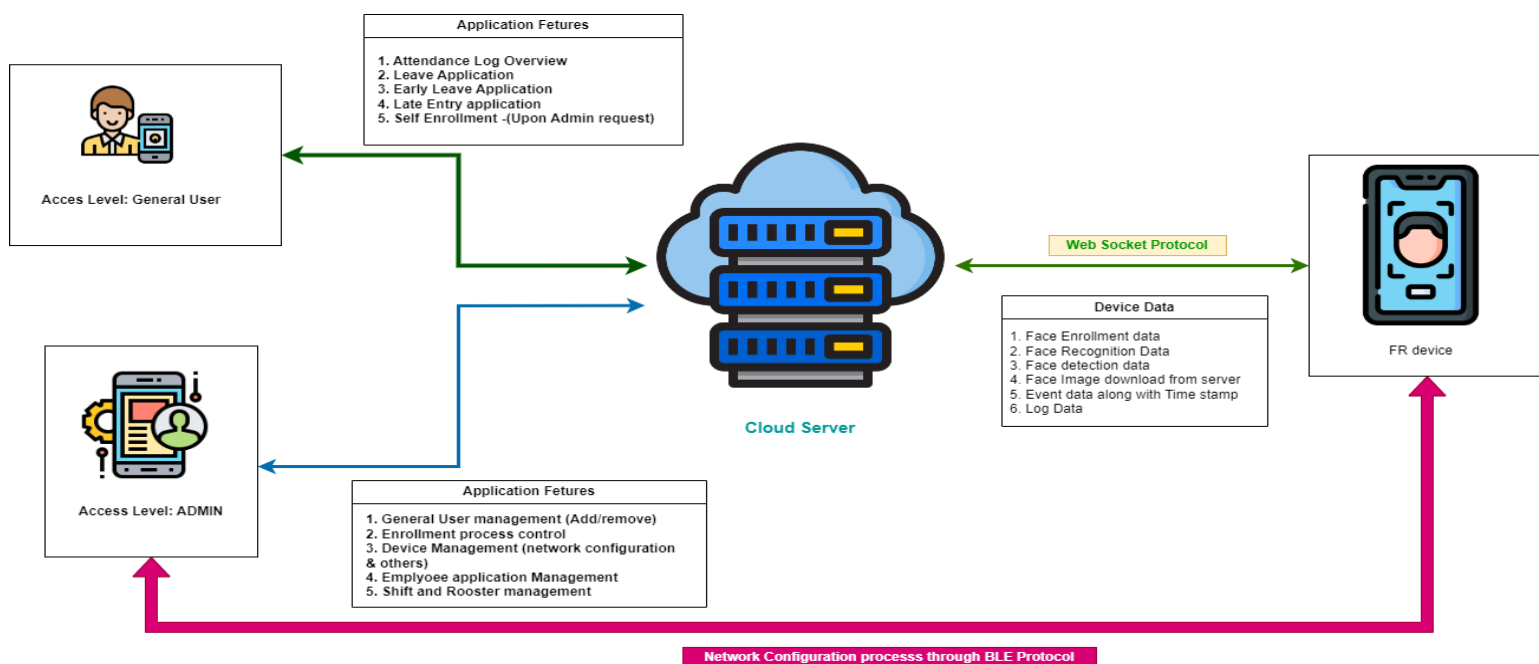 Application Fetures
1. Attendance Log Overview
2. Leave Application
3. Early Leave Application
4. Late Entry application
5. Self Enrollment -(Upon Admin request)
Acces Level: General User
Web Socket Protocol
Device Data
1. Face Enrollment data
2. Face Recognition Data
3. Face detection data
4. Face Image download from server
5. Event data along with Time stamp
6. Log Data
FR device
Cloud Server
Access Level: ADMIN
Application Fetures
1. General User management (Add/remove)
2. Enrollment process control
3. Device Management (network configuration
& others)
4. Emplyoee application Management
5. Shift and Rooster management
Network Configuration processs through BLE Protocol